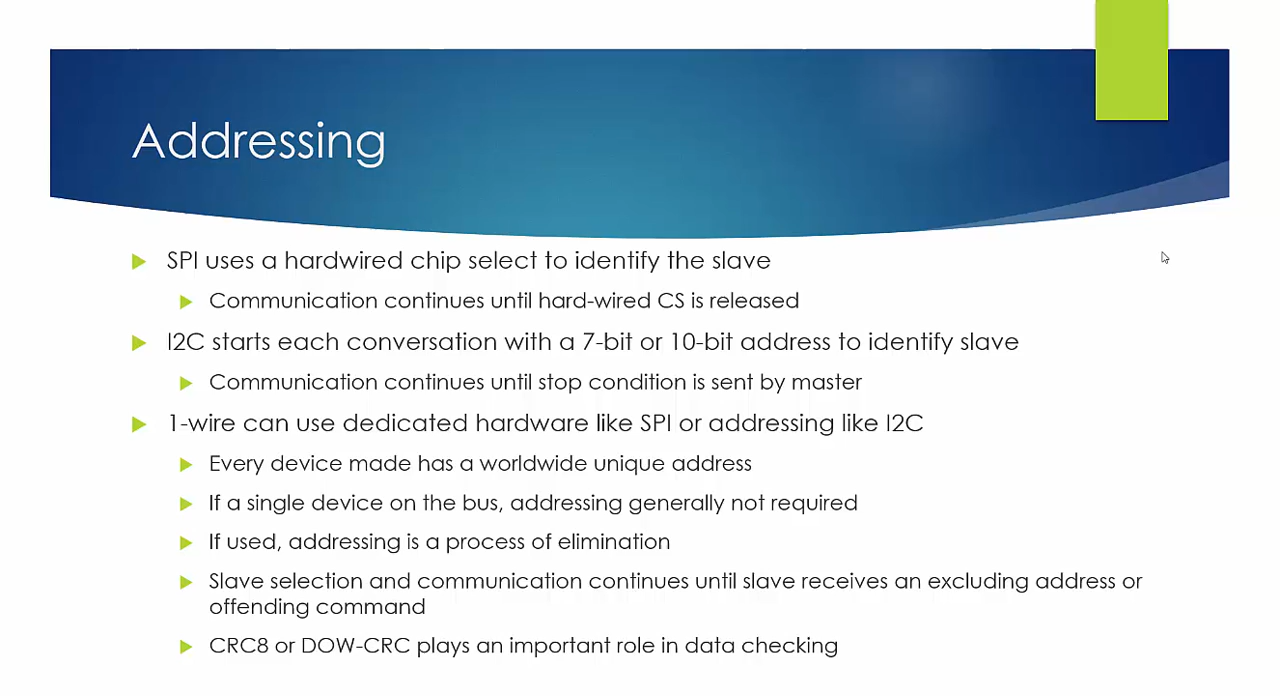 Addressing
SPI uses a hardwired chip select to identify the slave
Communication continues until hard-wired CS is released
I2C starts each conversation with a 7-bit or 10-bit address to identify slave
Communication continues until stop condition is sent by master
1-wire can use dedicated hardware like SPI or addressing like I2C
Every device made has a worldwide unique address
If a single device on the bus, addressing generally not required
If used, addressing is a process of elimination
Slave selection and communication continues until slave receives an excluding address or
offending command
CRC8 or DOW-CRC plays an important role in data checking